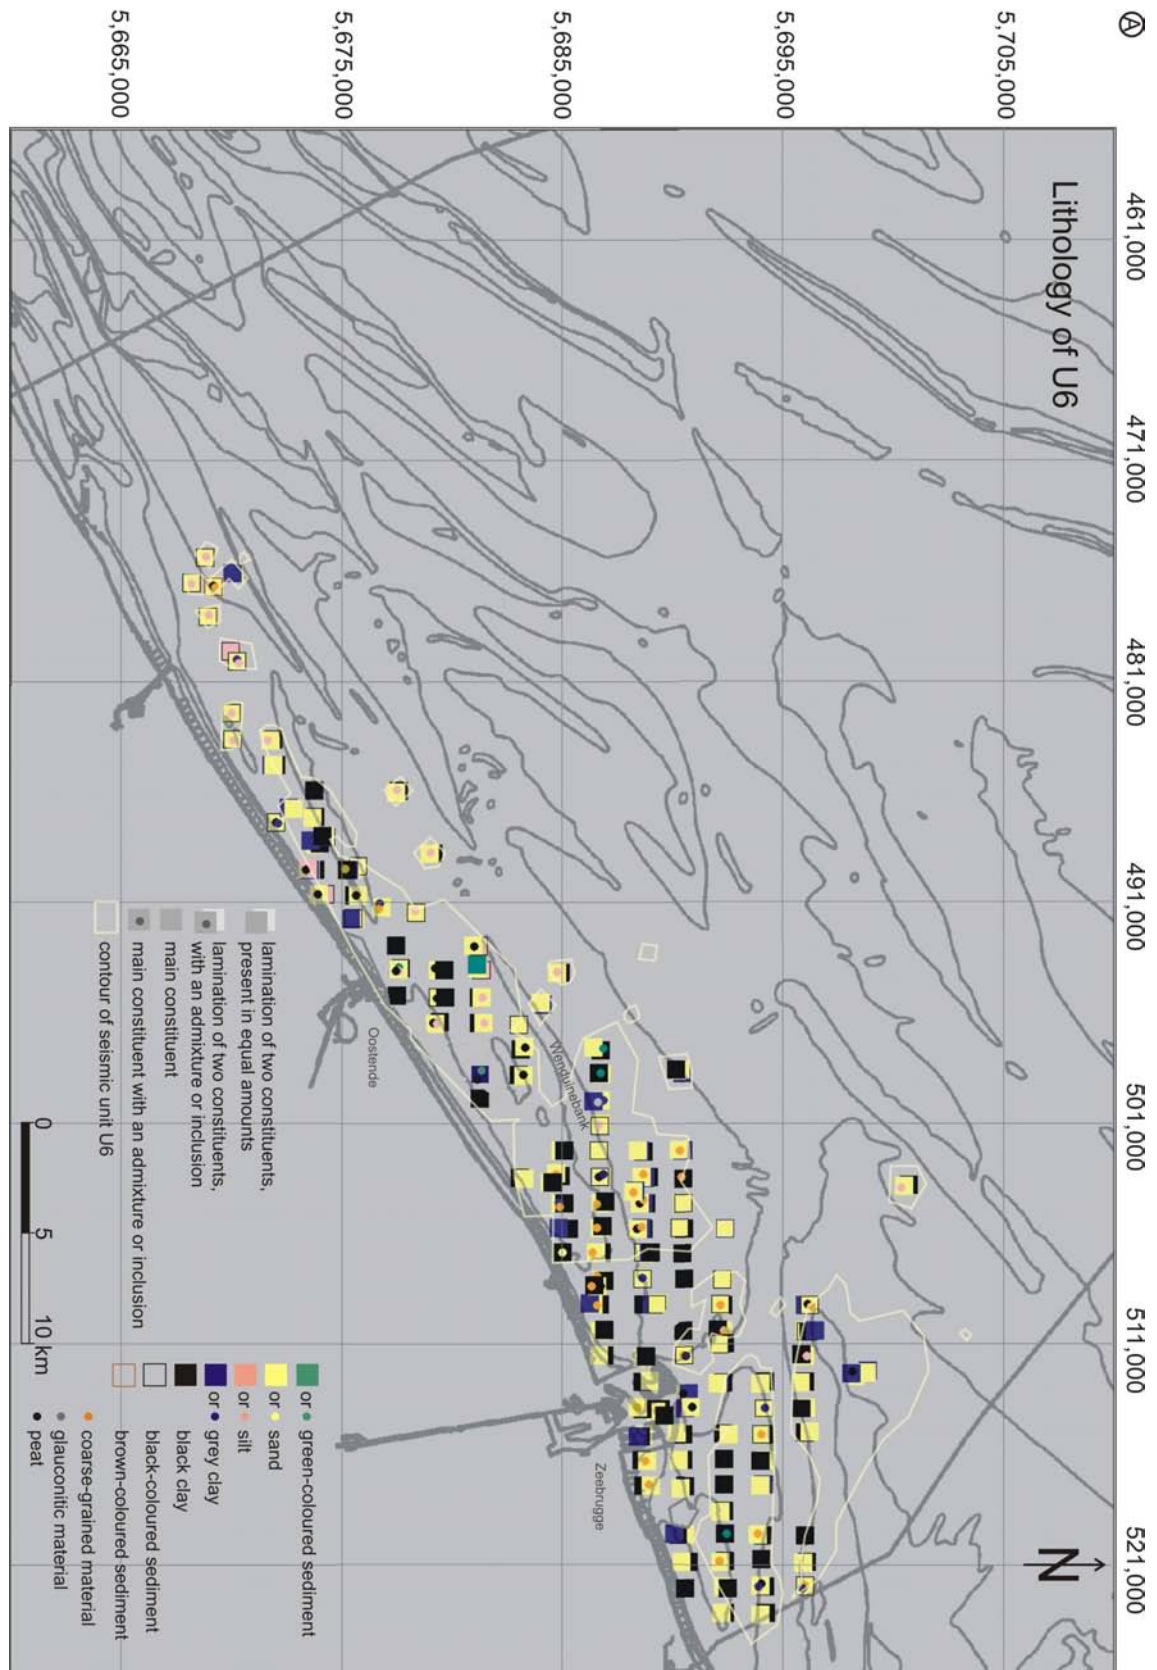 A
461,000
471,000
481,000
491,000
501,000
511,000
521,000
5,705,000
5,695,000
5,685,000
5,675,000
5,665,000
Lithology of U6
N
Wenduinebank
Zeebrugge
Oostende
lamination of two constituents,
present in equal amounts
lamination of two constituents,
with an admixture or inclusion
main constituent
main constituent with an admixture or inclusion
contour of seismic unit U6
0
5
10 km
or green-coloured sediment
or sand
or silt
or grey clay
black clay
black-coloured sediment
brown-coloured sediment
coarse-grained material
glauconitic material
peat